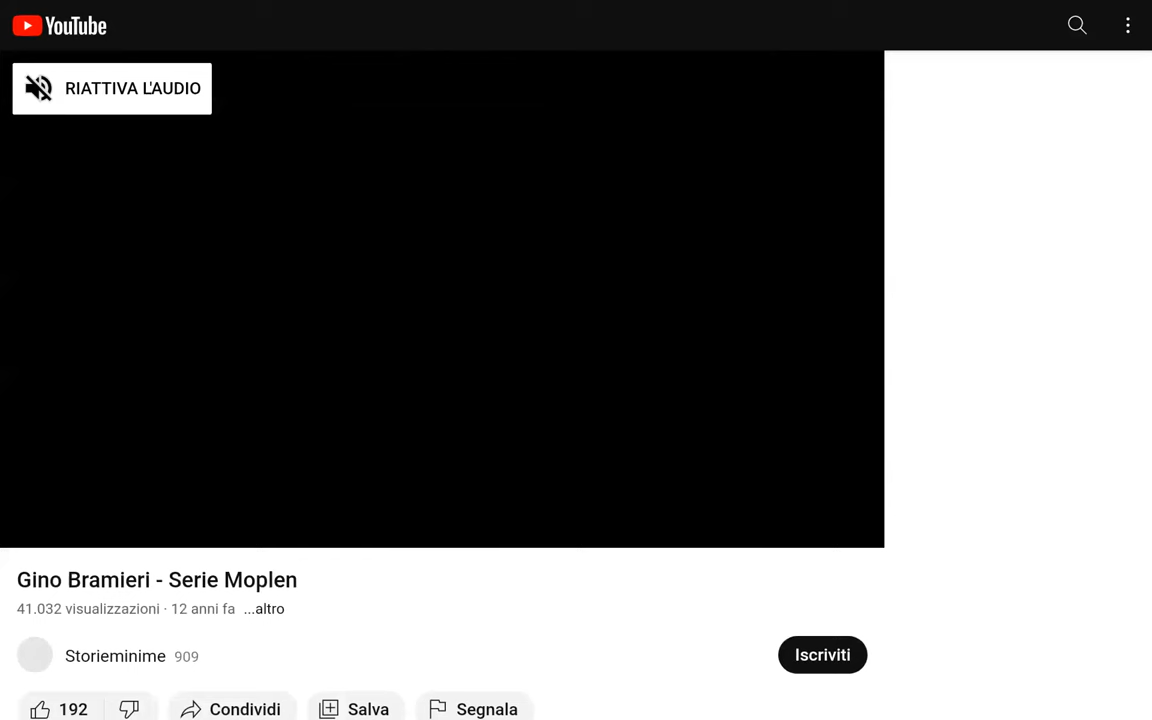 YouTube
RIATTIVA L'AUDIO
Gino Bramieri - Serie Moplen
41.032 visualizzazioni · 12 anni fa ...altro
Storieminime 909
Iscriviti
192 Condividi Salva Segnala